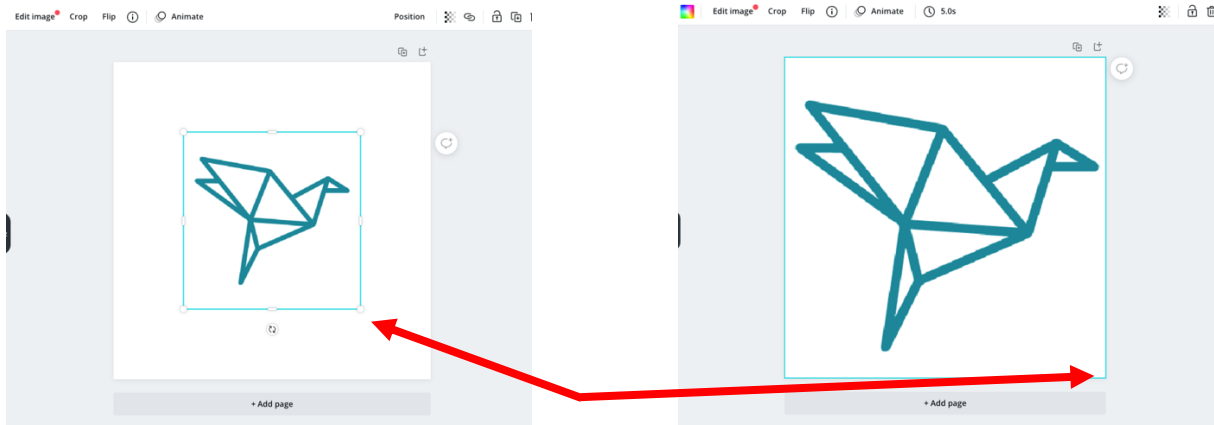 Edit image Crop Flip Animate Position
+ Add page
Edit image Crop Flip Animate 5.0s
+ Add page